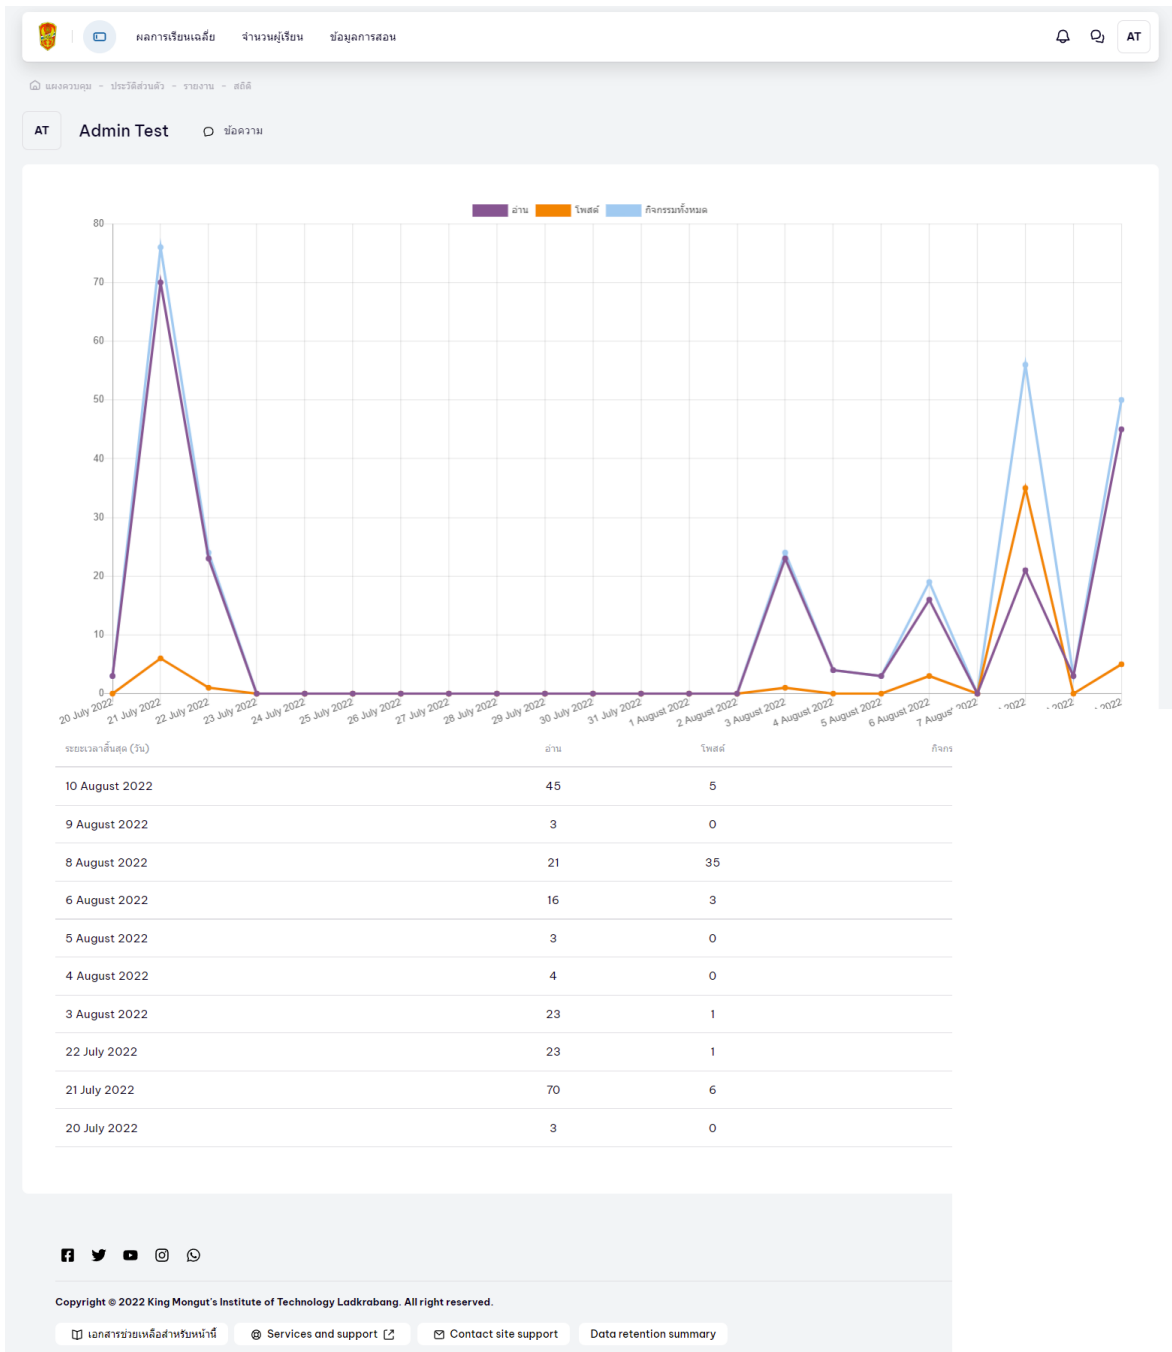 ผลการเรียนเฉลี่ย จำนวนผู้เรียน ข้อมูลการสอน AT
แผงควบคุม - ประวัติส่วนตัว - รายงาน - สถิติ
AT Admin Test ข้อความ
อ่าน โพสต์ กิจกรรมทั้งหมด
80
70
60
50
40
30
20
10
0
20 July 2022 21 July 2022 22 July 2022 23 July 2022 24 July 2022 25 July 2022 26 July 2022 27 July 2022 28 July 2022 29 July 2022 30 July 2022 31 July 2022 1 August 2022 2 August 2022 3 August 2022 4 August 2022 5 August 2022 6 August 2022 7 August 2022 2022 2022 2022
ระยะเวลาสิ้นสุด (วัน) อ่าน โพสต์
10 August 2022 45 5
9 August 2022 3 0
8 August 2022 21 35
6 August 2022 16 3
5 August 2022 3 0
4 August 2022 4 0
3 August 2022 23 1
22 July 2022 23 1
21 July 2022 70 6
20 July 2022 3 0
Copyright © 2022 King Mongut's Institute of Technology Ladkrabang. All right reserved.
เอกสารช่วยเหลือสำหรับหน้านี้ Services and support Contact site support Data retention summary